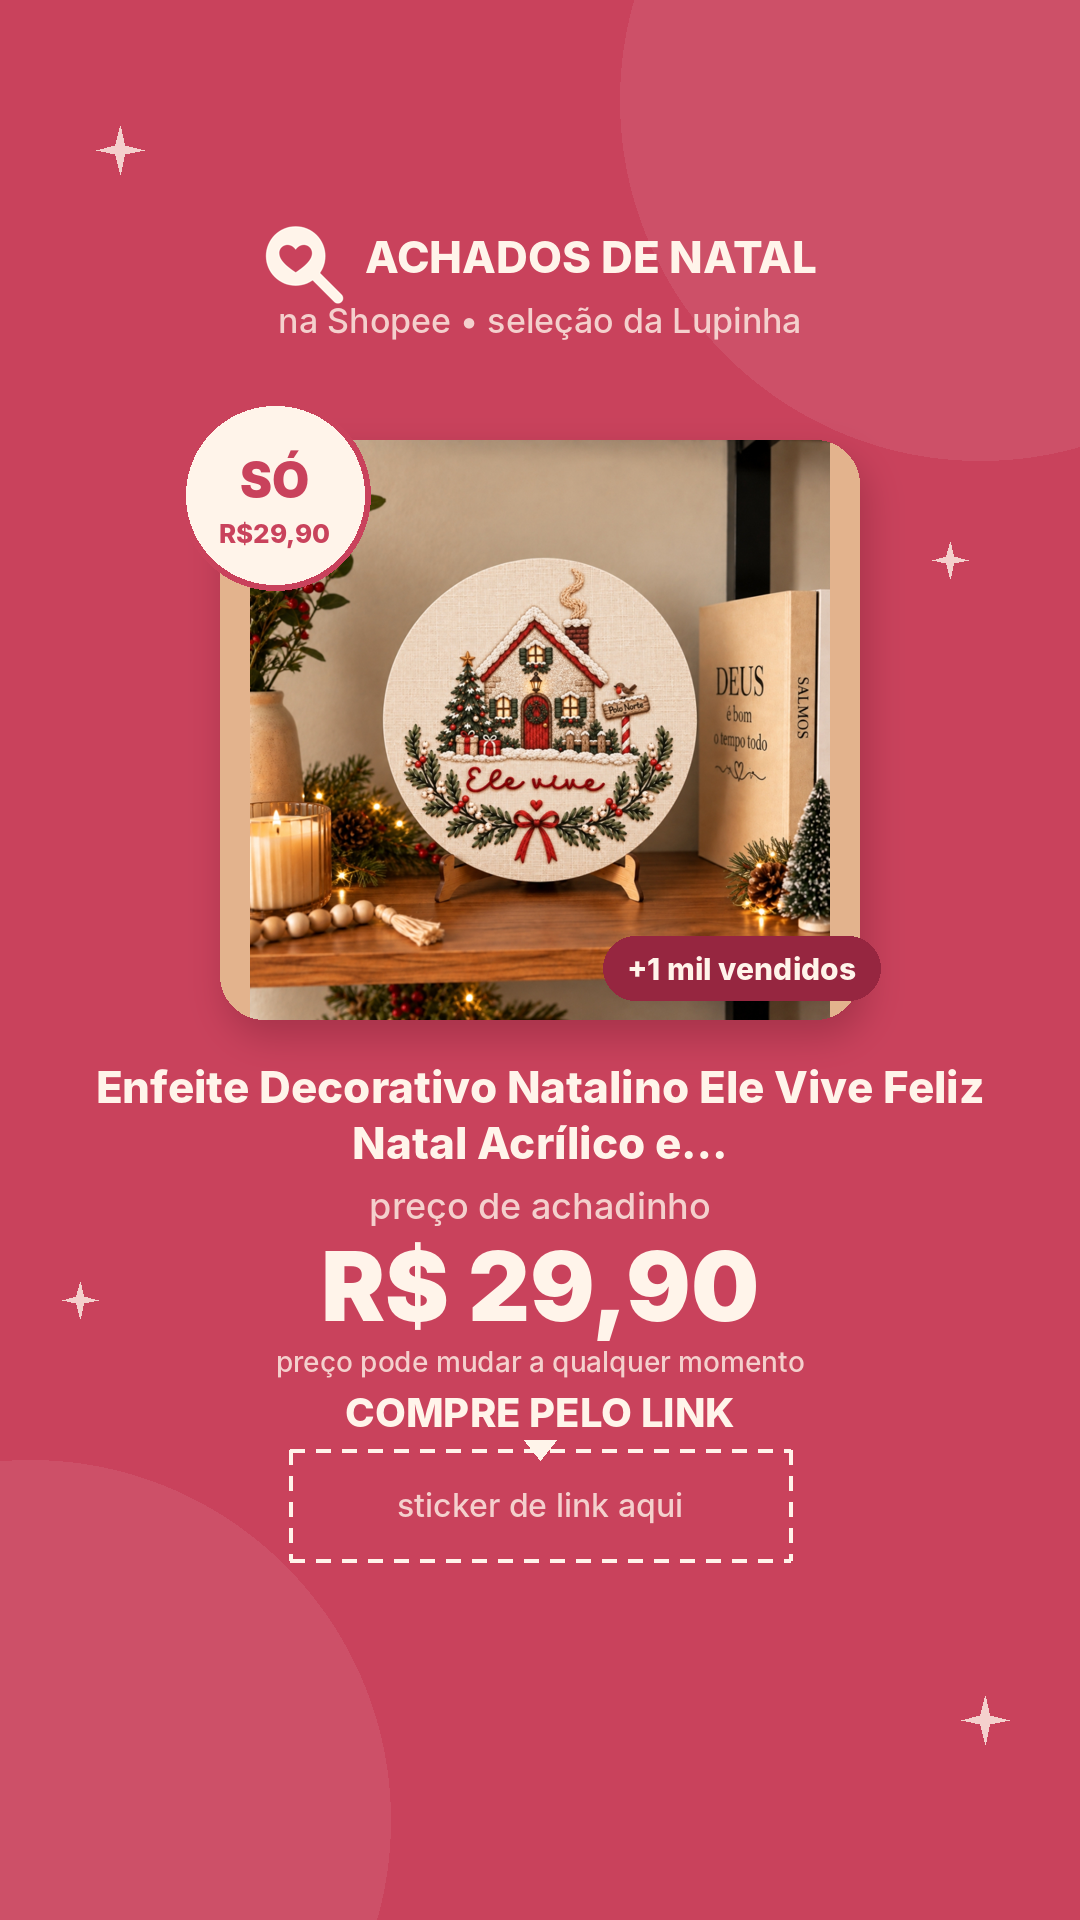 ACHADOS DE NATAL
na Shopee • seleção da Lupinha
SÓ
R$29,90
Polo Norte
Ele vive
DEUS
é bom
o tempo todo
SALMOS
+1 mil vendidos
Enfeite Decorativo Natalino Ele Vive Feliz
Natal Acrílico e...
preço de achadinho
R$ 29,90
preço pode mudar a qualquer momento
COMPRE PELO LINK
sticker de link aqui